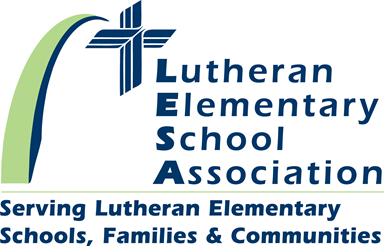 Lutheran
Elementary
School
Association
Serving Lutheran Elementary
Schools, Families & Communities